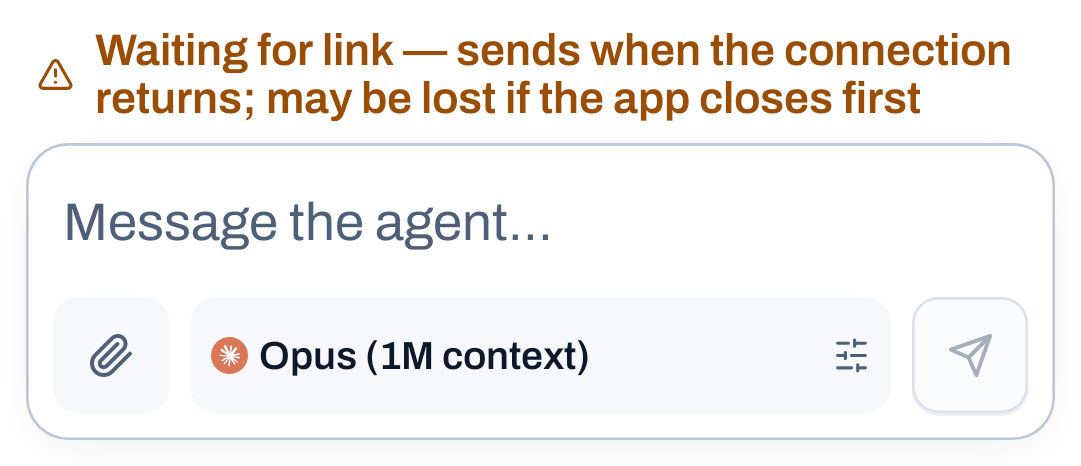 Waiting for link — sends when the connection
returns; may be lost if the app closes first
Message the agent...
Opus (1M context)